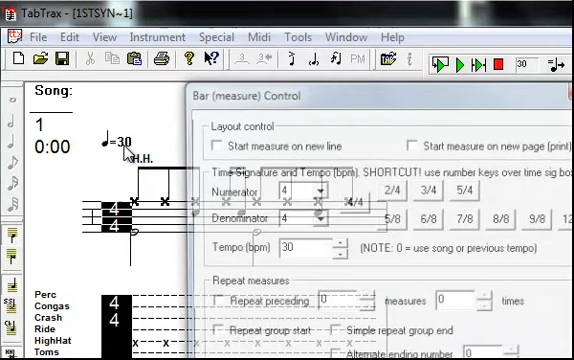 TabTrax - [1STSYN~1]
File Edit View Instrument Special Midi Tools Window Help
PM 30
Song:
1
0:00
=30
H.H.
Bar (measure) Control
Layout control
Start measure on new line Start measure on new page (print)
Time Signature and Tempo (bpm). SHORTCUT! use number keys over time sig bo
Numerator 4 4/4 2/4 3/4 5/4
Denominator 4 5/8 6/8 7/8 8/8 9/8 12
Tempo (bpm) 30 (NOTE: 0 = use song or previous tempo)
Repeat measures
Repeat preceding 0 measures 0 times
Repeat group start Simple repeat group end
Alternate ending number 0
4
4
Perc
Congas
Crash
Ride
HighHat
Toms
4
4